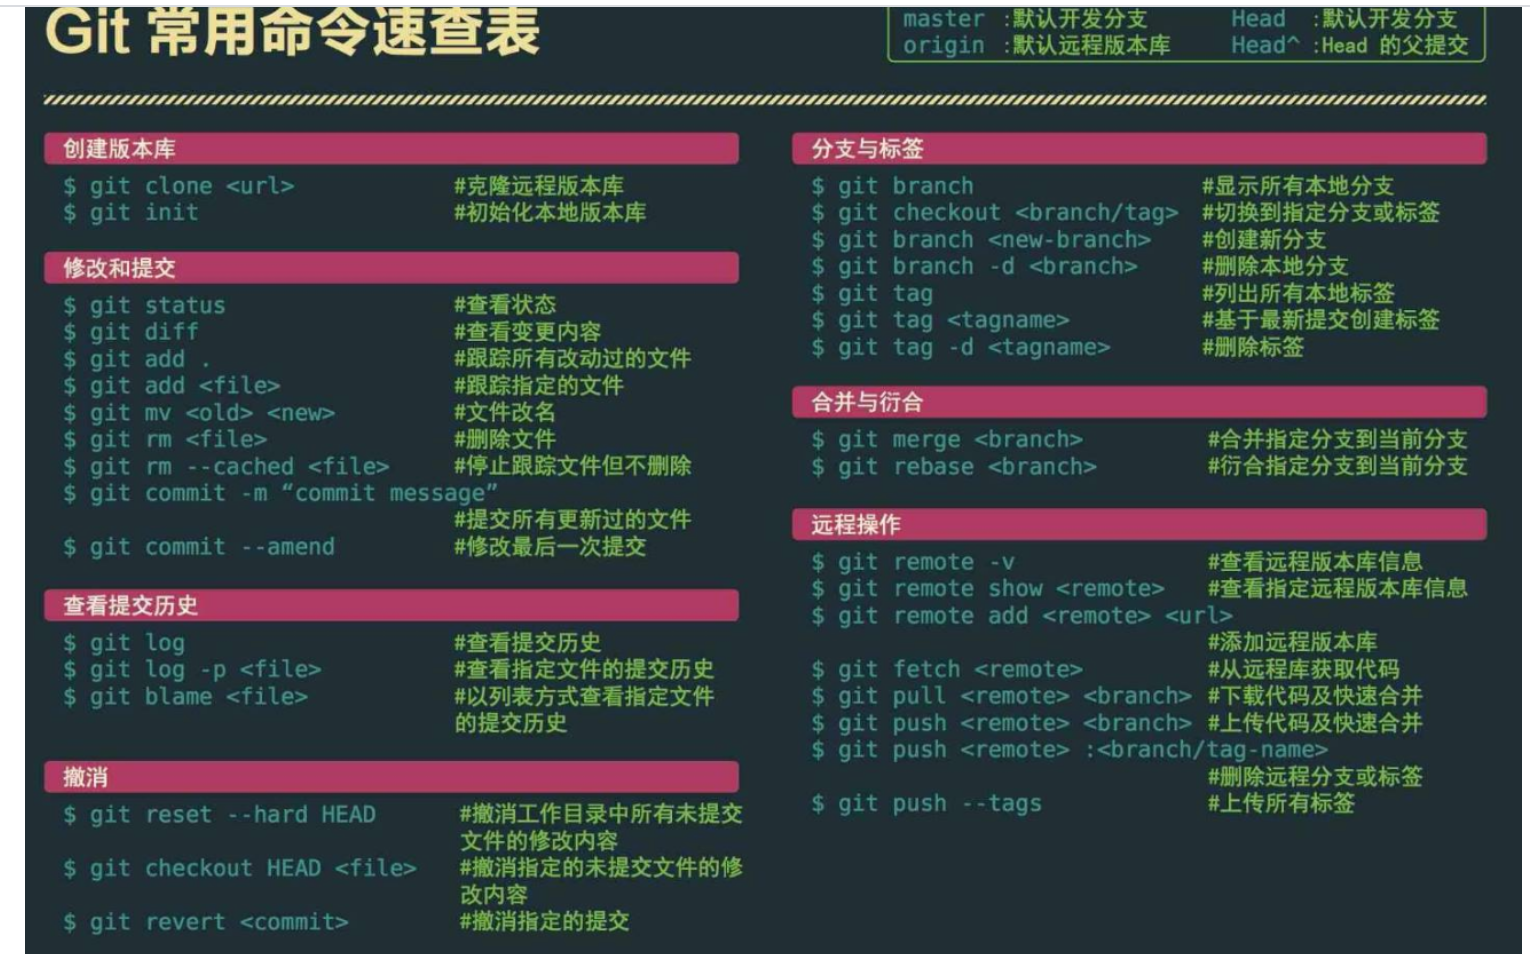 Git 常用命令速查表
master :默认开发分支 Head :默认开发分支
origin :默认远程版本库 Head^ :Head 的父提交
创建版本库
$ git clone <url> #克隆远程版本库
$ git init #初始化本地版本库
修改和提交
$ git status #查看状态
$ git diff #查看变更内容
$ git add . #跟踪所有改动过的文件
$ git add <file> #跟踪指定的文件
$ git mv <old> <new> #文件改名
$ git rm <file> #删除文件
$ git rm --cached <file> #停止跟踪文件但不删除
$ git commit -m “commit message”
#提交所有更新过的文件
$ git commit --amend #修改最后一次提交
查看提交历史
$ git log #查看提交历史
$ git log -p <file> #查看指定文件的提交历史
$ git blame <file> #以列表方式查看指定文件
的提交历史
撤消
$ git reset --hard HEAD #撤消工作目录中所有未提交
文件的修改内容
$ git checkout HEAD <file> #撤消指定的未提交文件的修
改内容
$ git revert <commit> #撤消指定的提交
分支与标签
$ git branch #显示所有本地分支
$ git checkout <branch/tag> #切换到指定分支或标签
$ git branch <new-branch> #创建新分支
$ git branch -d <branch> #删除本地分支
$ git tag #列出所有本地标签
$ git tag <tagname> #基于最新提交创建标签
$ git tag -d <tagname> #删除标签
合并与衍合
$ git merge <branch> #合并指定分支到当前分支
$ git rebase <branch> #衍合指定分支到当前分支
远程操作
$ git remote -v #查看远程版本库信息
$ git remote show <remote> #查看指定远程版本库信息
$ git remote add <remote> <url>
#添加远程版本库
$ git fetch <remote> #从远程库获取代码
$ git pull <remote> <branch> #下载代码及快速合并
$ git push <remote> <branch> #上传代码及快速合并
$ git push <remote> :<branch/tag-name>
#删除远程分支或标签
$ git push --tags #上传所有标签